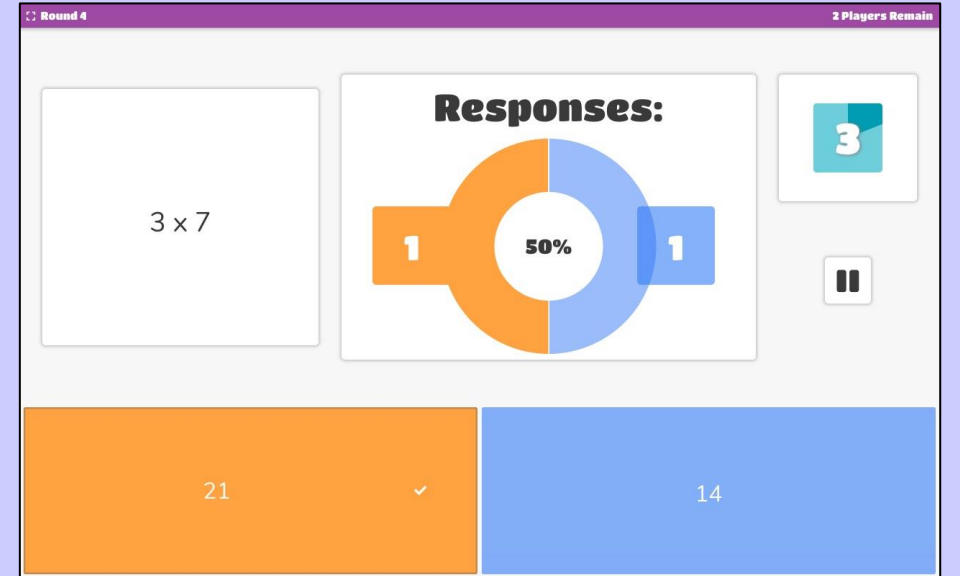 Round 4
2 Players Remain
3 x 7
Responses:
1
50%
1
3
21
14